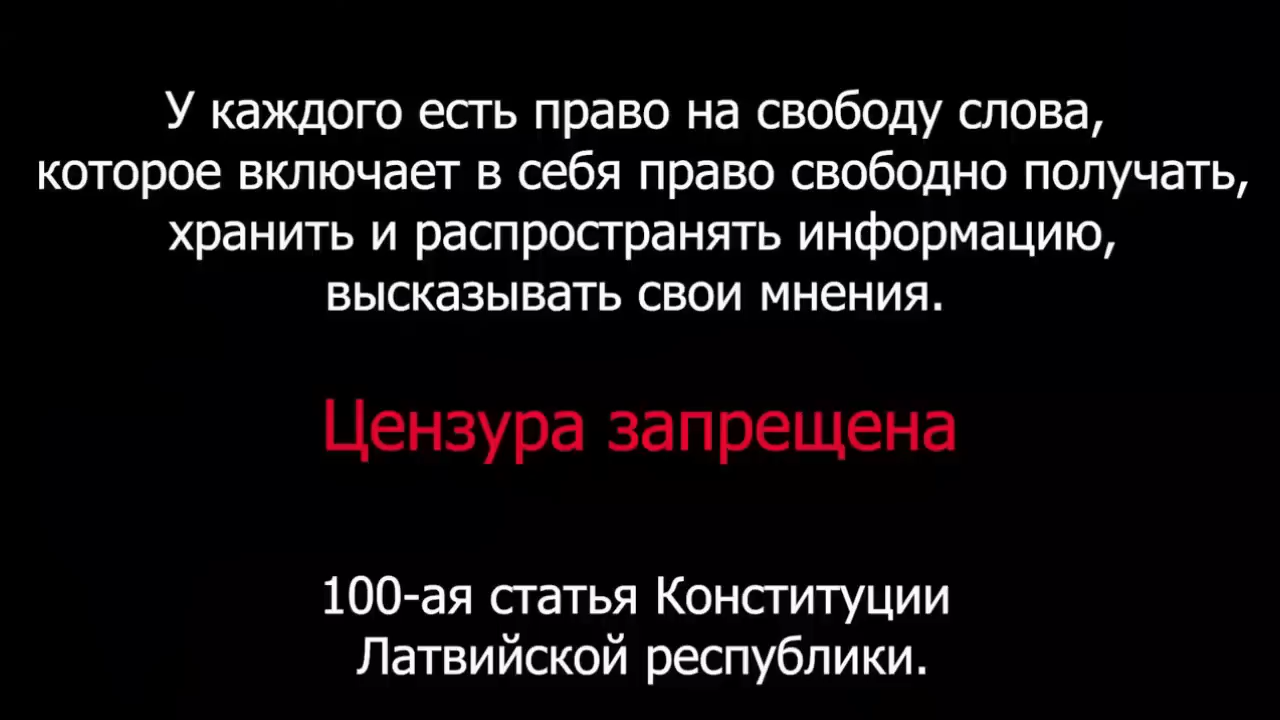 У каждого есть право на свободу слова,
которое включает в себя право свободно получать,
хранить и распространять информацию,
высказывать свои мнения.
Цензура запрещена
100-ая статья Конституции
Латвийской республики.